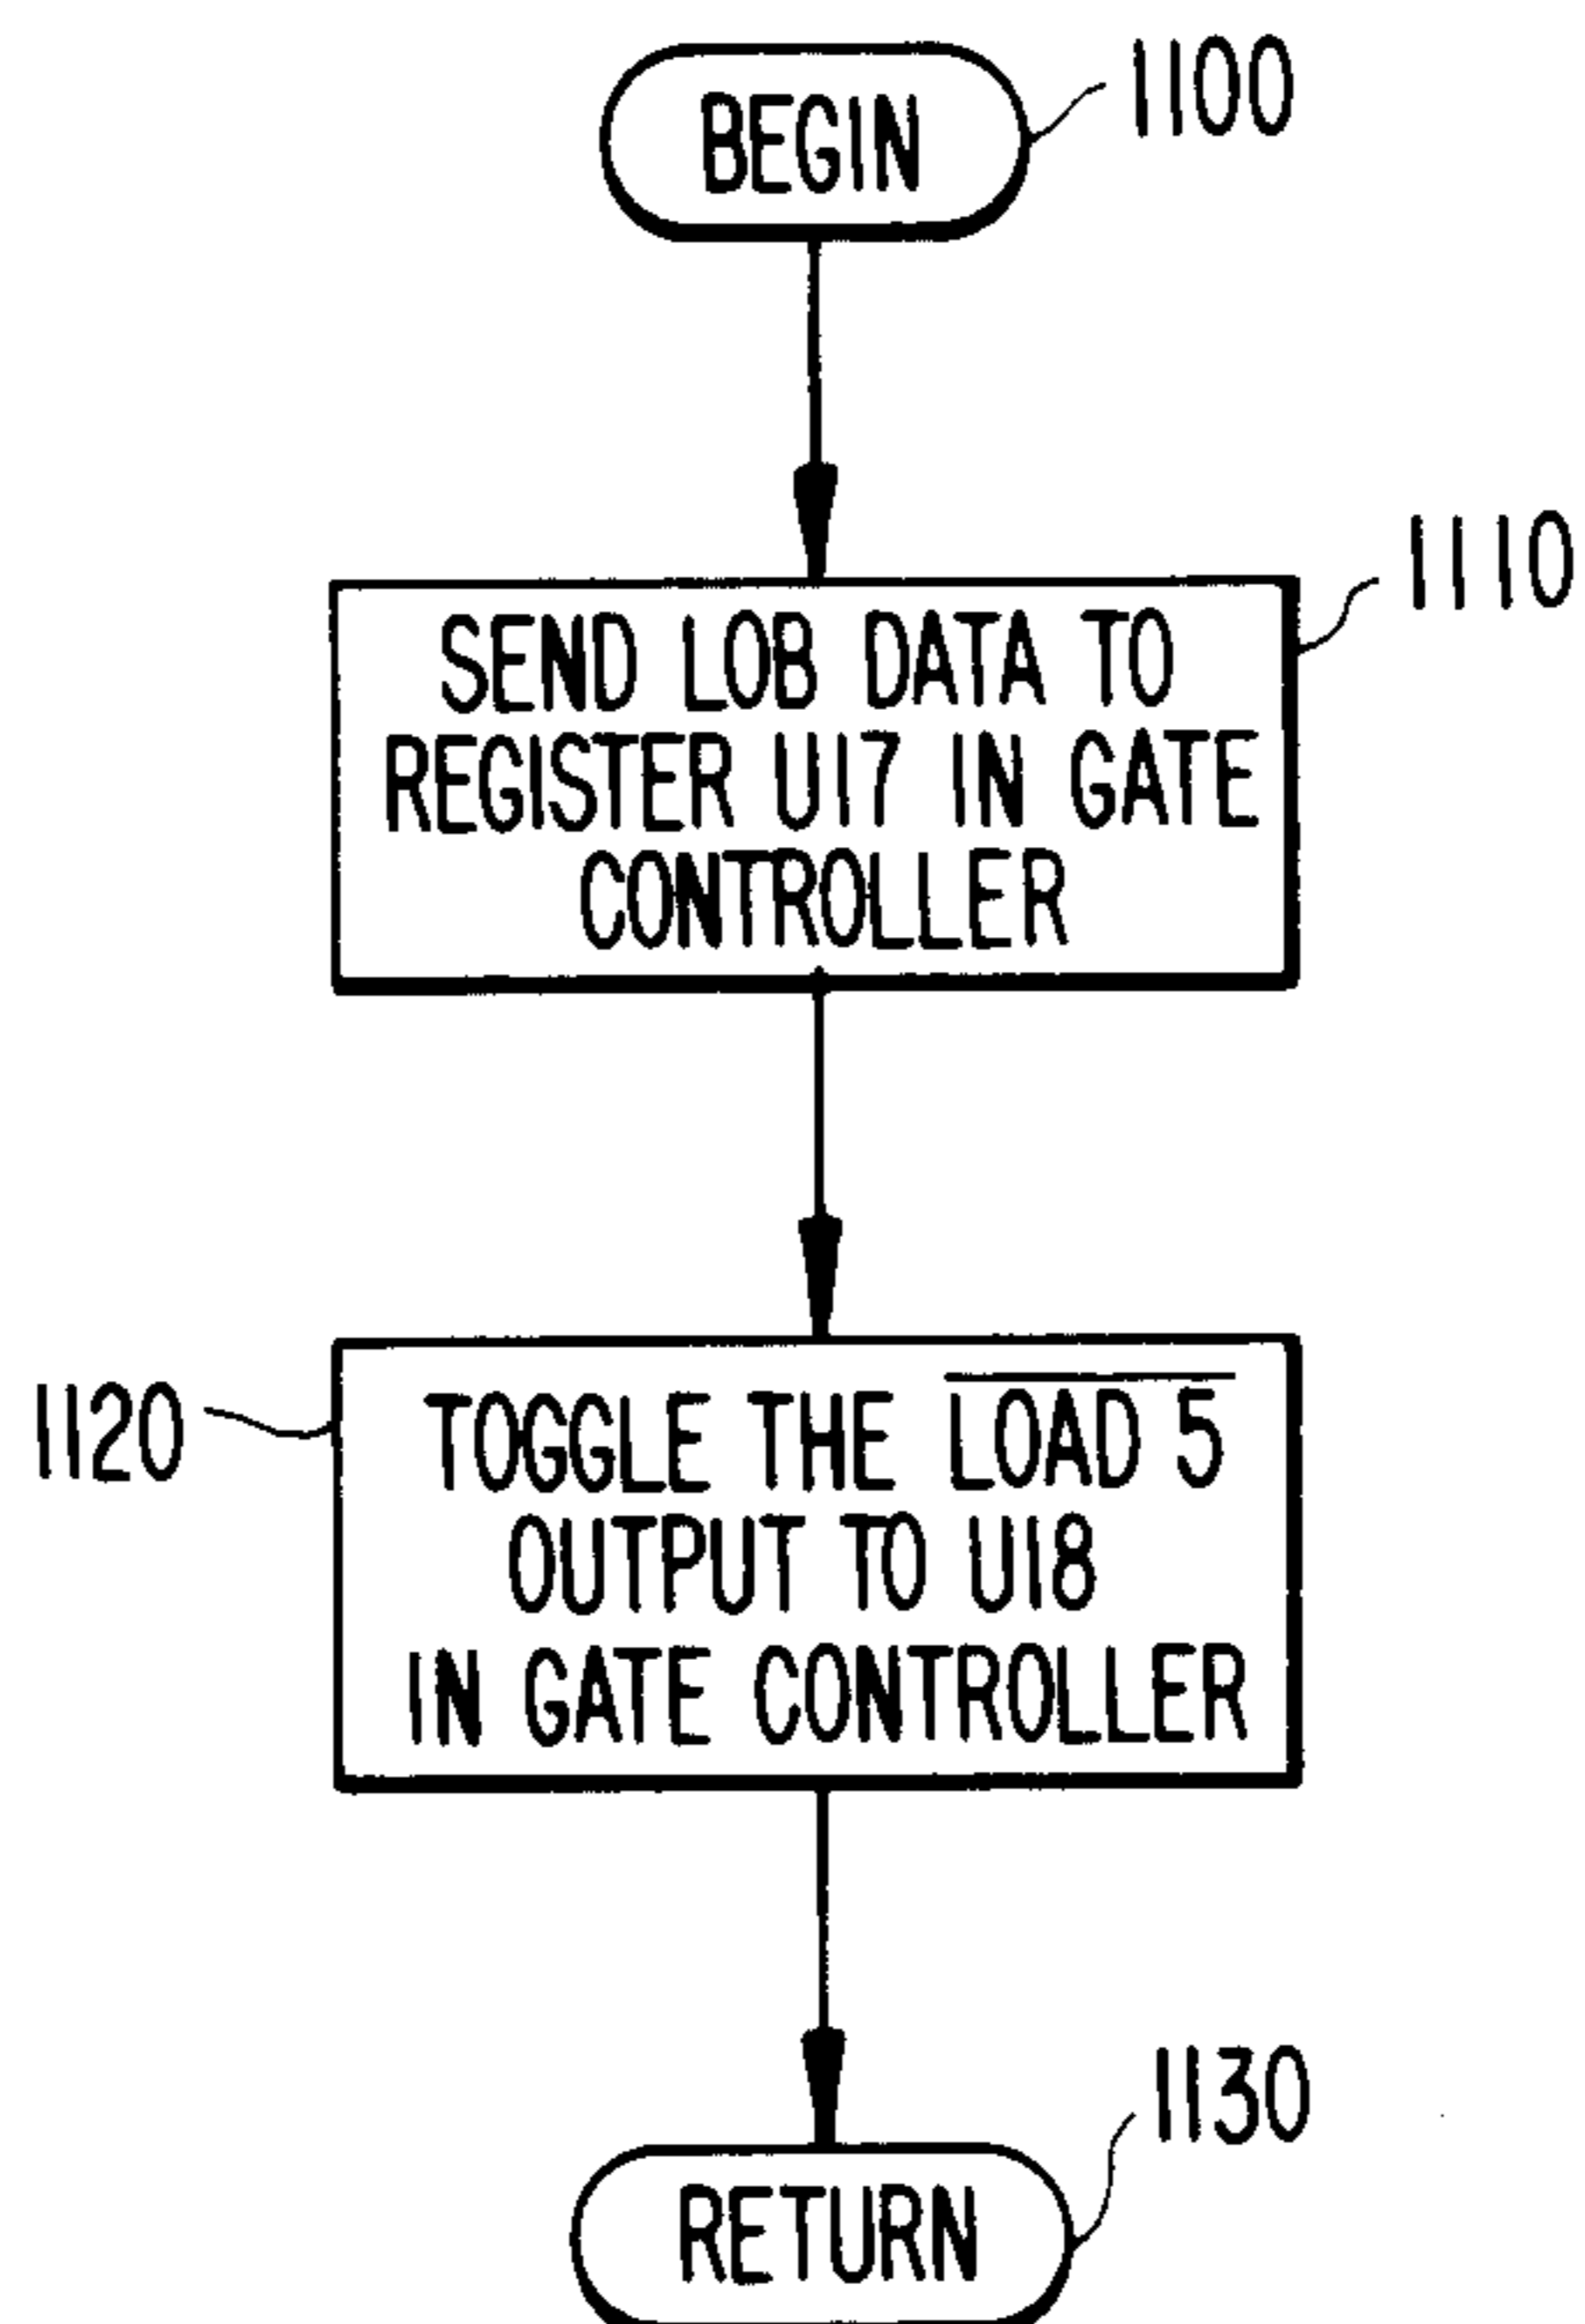 BEGIN
1100
1110
SEND LOB DATA TO
REGISTER U17 IN GATE
CONTROLLER
1120
TOGGLE THE L̅O̅A̅D̅ ̅5̅
OUTPUT TO U18
IN GATE CONTROLLER
1130
RETURN